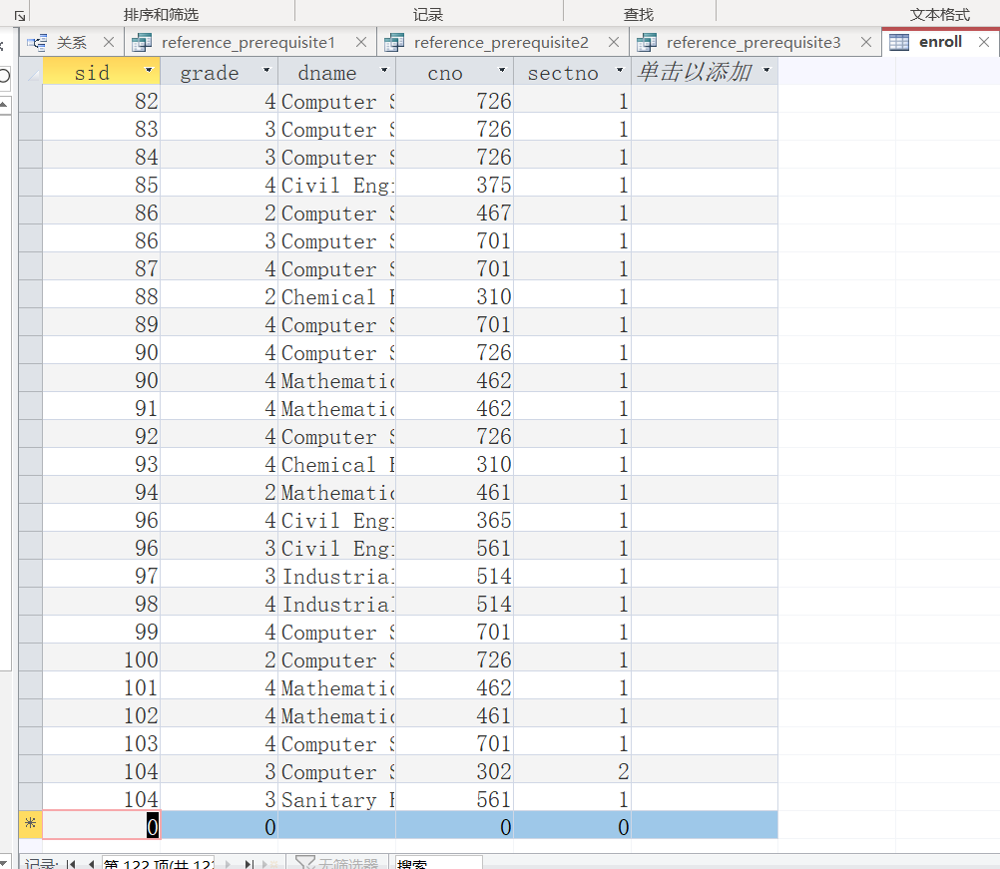 排序和筛选 记录 查找 文本格式
关系 reference_prerequisite1 reference_prerequisite2 reference_prerequisite3 enroll
sid grade dname cno sectno 单击以添加
82 4 Computer S 726 1
83 3 Computer S 726 1
84 3 Computer S 726 1
85 4 Civil Eng 375 1
86 2 Computer S 467 1
86 3 Computer S 701 1
87 4 Computer S 701 1
88 2 Chemical E 310 1
89 4 Computer S 701 1
90 4 Computer S 726 1
90 4 Mathematic 462 1
91 4 Mathematic 462 1
92 4 Computer S 726 1
93 4 Chemical E 310 1
94 2 Mathematic 461 1
96 4 Civil Eng 365 1
96 3 Civil Eng 561 1
97 3 Industrial 514 1
98 4 Industrial 514 1
99 4 Computer S 701 1
100 2 Computer S 726 1
101 4 Mathematic 462 1
102 4 Mathematic 461 1
103 4 Computer S 701 1
104 3 Computer S 302 2
104 3 Sanitary E 561 1
* 0 0 0 0
记录: 第 122 项(共 122 无筛选器 搜索